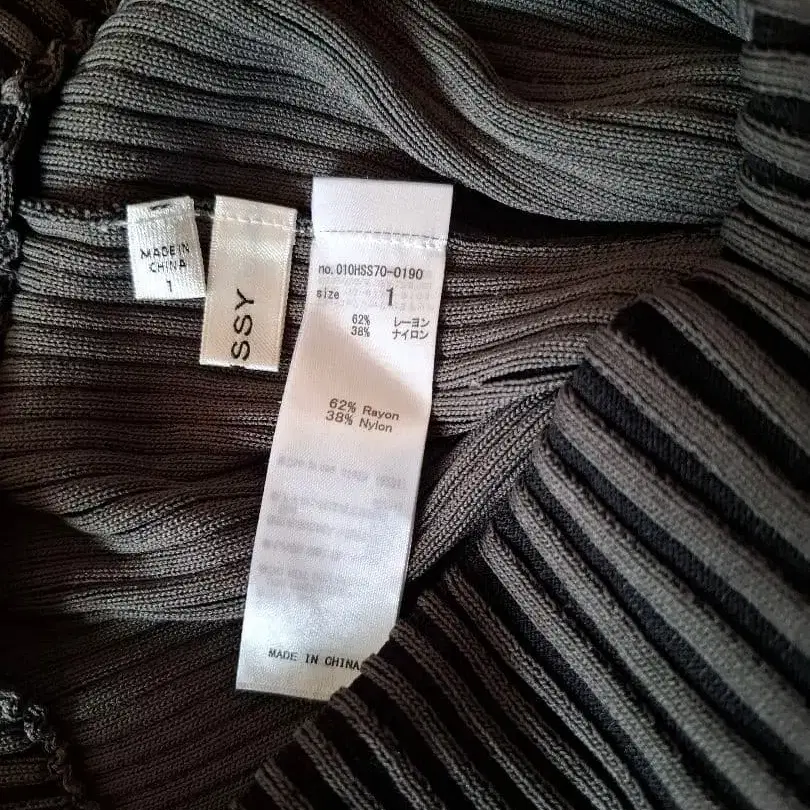 MADE IN
CHINA
1
SSY
no.010HSS70-0190
size 1
62% レーヨン
38% ナイロン
62% Rayon
38% Nylon
MADE IN CHINA